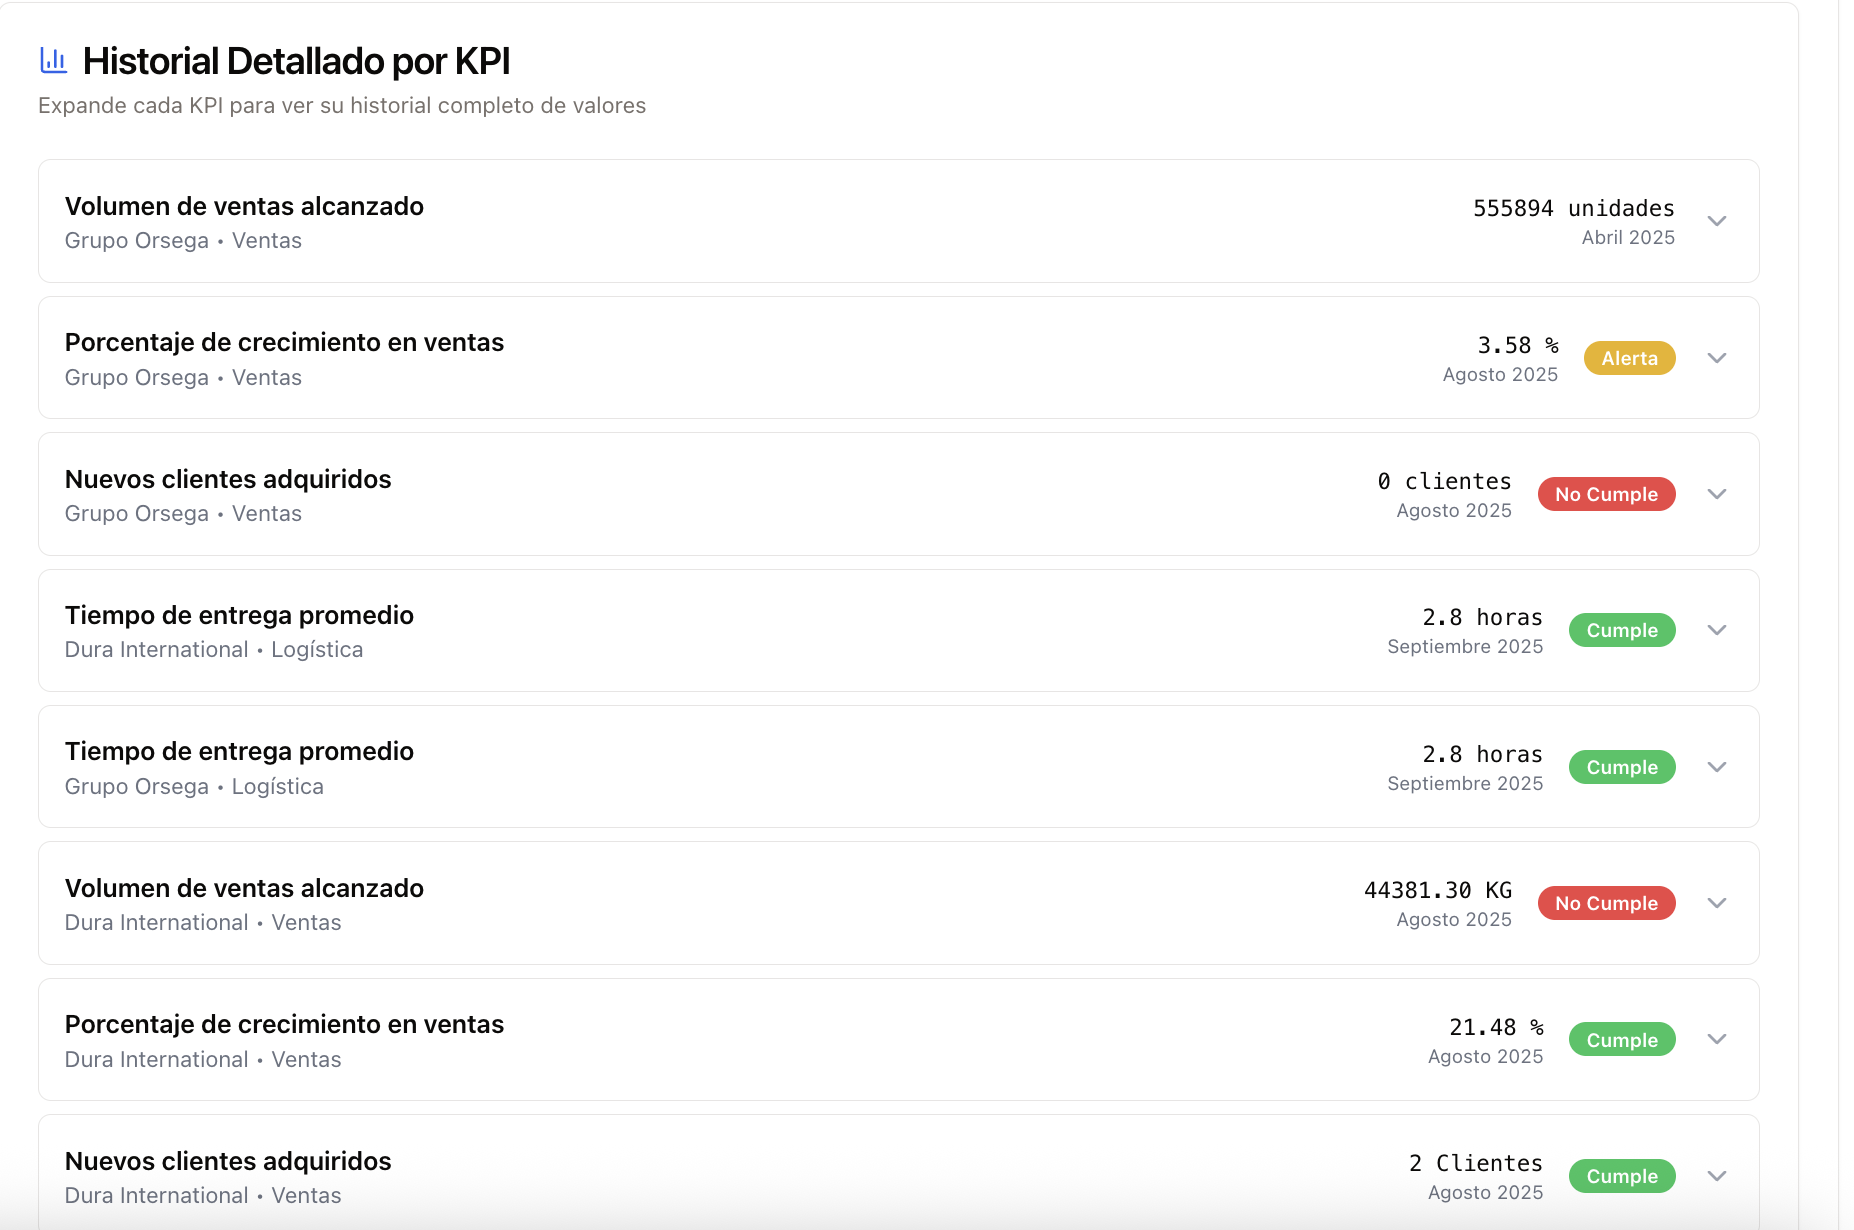 Historial Detallado por KPI
Expande cada KPI para ver su historial completo de valores
Volumen de ventas alcanzado
Grupo Orsega • Ventas
555894 unidades
Abril 2025
Porcentaje de crecimiento en ventas
Grupo Orsega • Ventas
3.58 %
Agosto 2025
Alerta
Nuevos clientes adquiridos
Grupo Orsega • Ventas
0 clientes
Agosto 2025
No Cumple
Tiempo de entrega promedio
Dura International • Logística
2.8 horas
Septiembre 2025
Cumple
Tiempo de entrega promedio
Grupo Orsega • Logística
2.8 horas
Septiembre 2025
Cumple
Volumen de ventas alcanzado
Dura International • Ventas
44381.30 KG
Agosto 2025
No Cumple
Porcentaje de crecimiento en ventas
Dura International • Ventas
21.48 %
Agosto 2025
Cumple
Nuevos clientes adquiridos
Dura International • Ventas
2 Clientes
Agosto 2025
Cumple